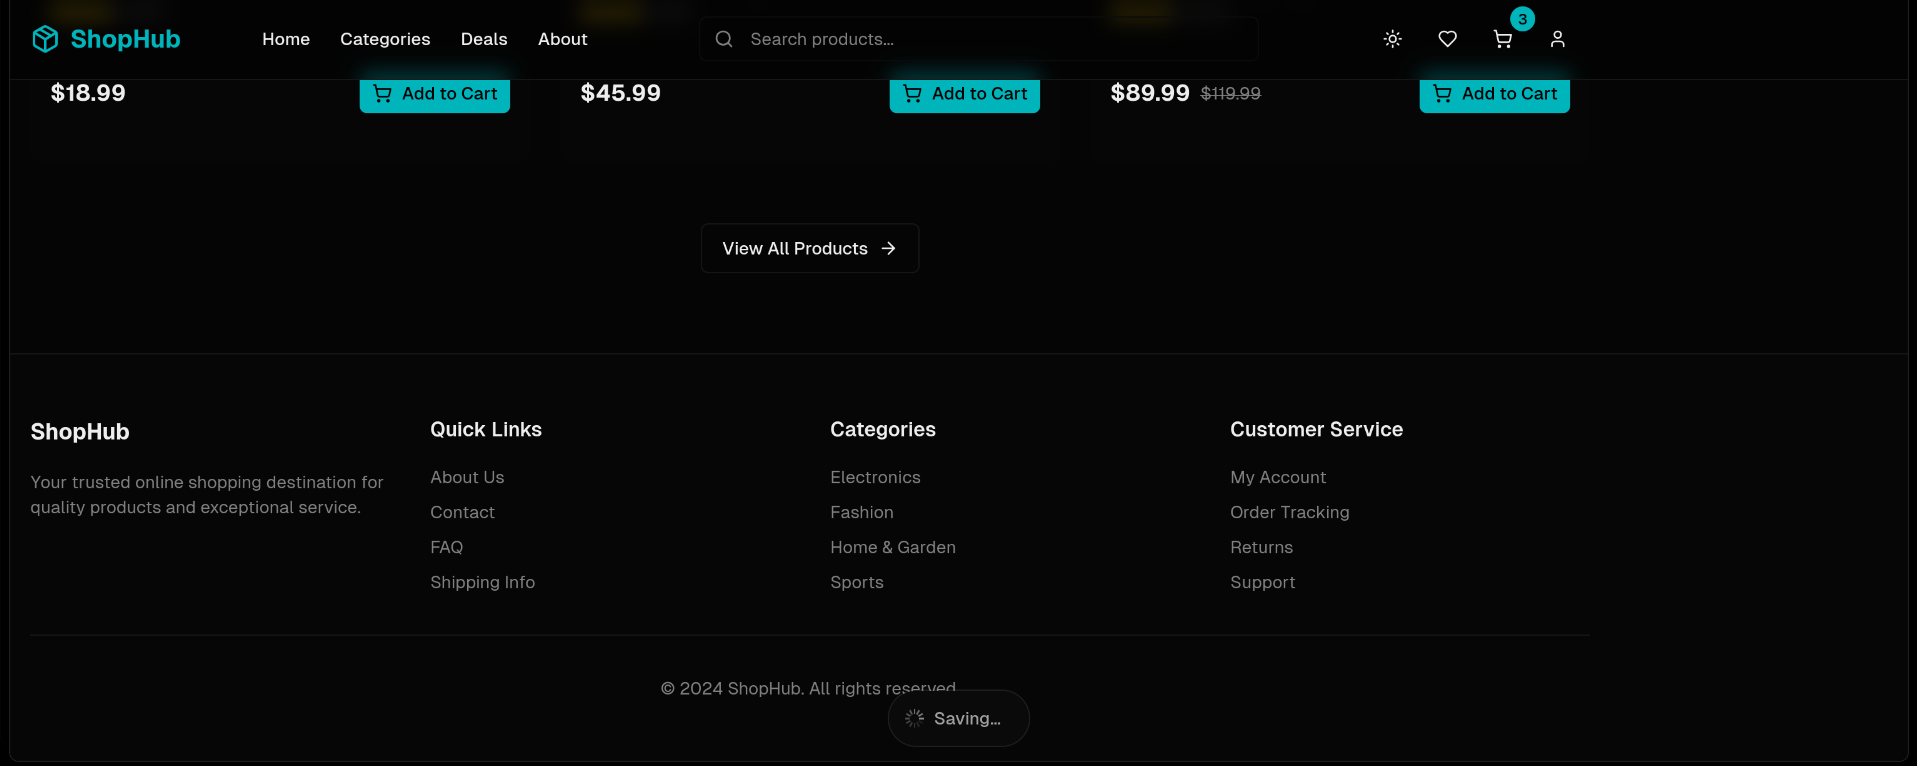 ShopHub
Home Categories Deals About
Search products...
3
$18.99
Add to Cart
$45.99
Add to Cart
$89.99 $119.99
Add to Cart
View All Products
ShopHub
Your trusted online shopping destination for
quality products and exceptional service.
Quick Links
About Us
Contact
FAQ
Shipping Info
Categories
Electronics
Fashion
Home & Garden
Sports
Customer Service
My Account
Order Tracking
Returns
Support
© 2024 ShopHub. All rights reserved
Saving...